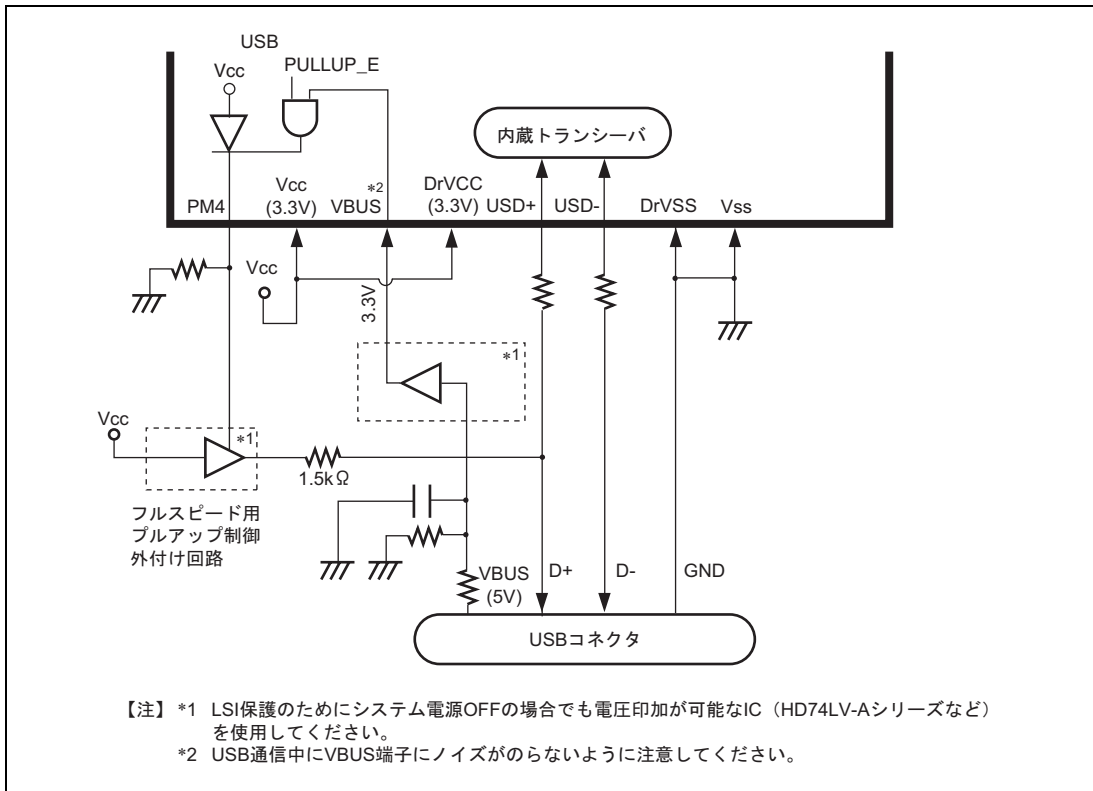 USB
Vcc
PULLUP_E
内蔵トランシーバ
PM4
Vcc
(3.3V)
*2
VBUS
DrVCC
(3.3V)
USD+
USD-
DrVSS
Vss
Vcc
3.3V
*1
Vcc
*1
1.5kΩ
フルスピード用
プルアップ制御
外付け回路
VBUS
(5V)
D+
D-
GND
USBコネクタ
【注】 *1 LSI保護のためにシステム電源OFFの場合でも電圧印加が可能なIC（HD74LV-Aシリーズなど）
を使用してください。
*2 USB通信中にVBUS端子にノイズがのらないように注意してください。